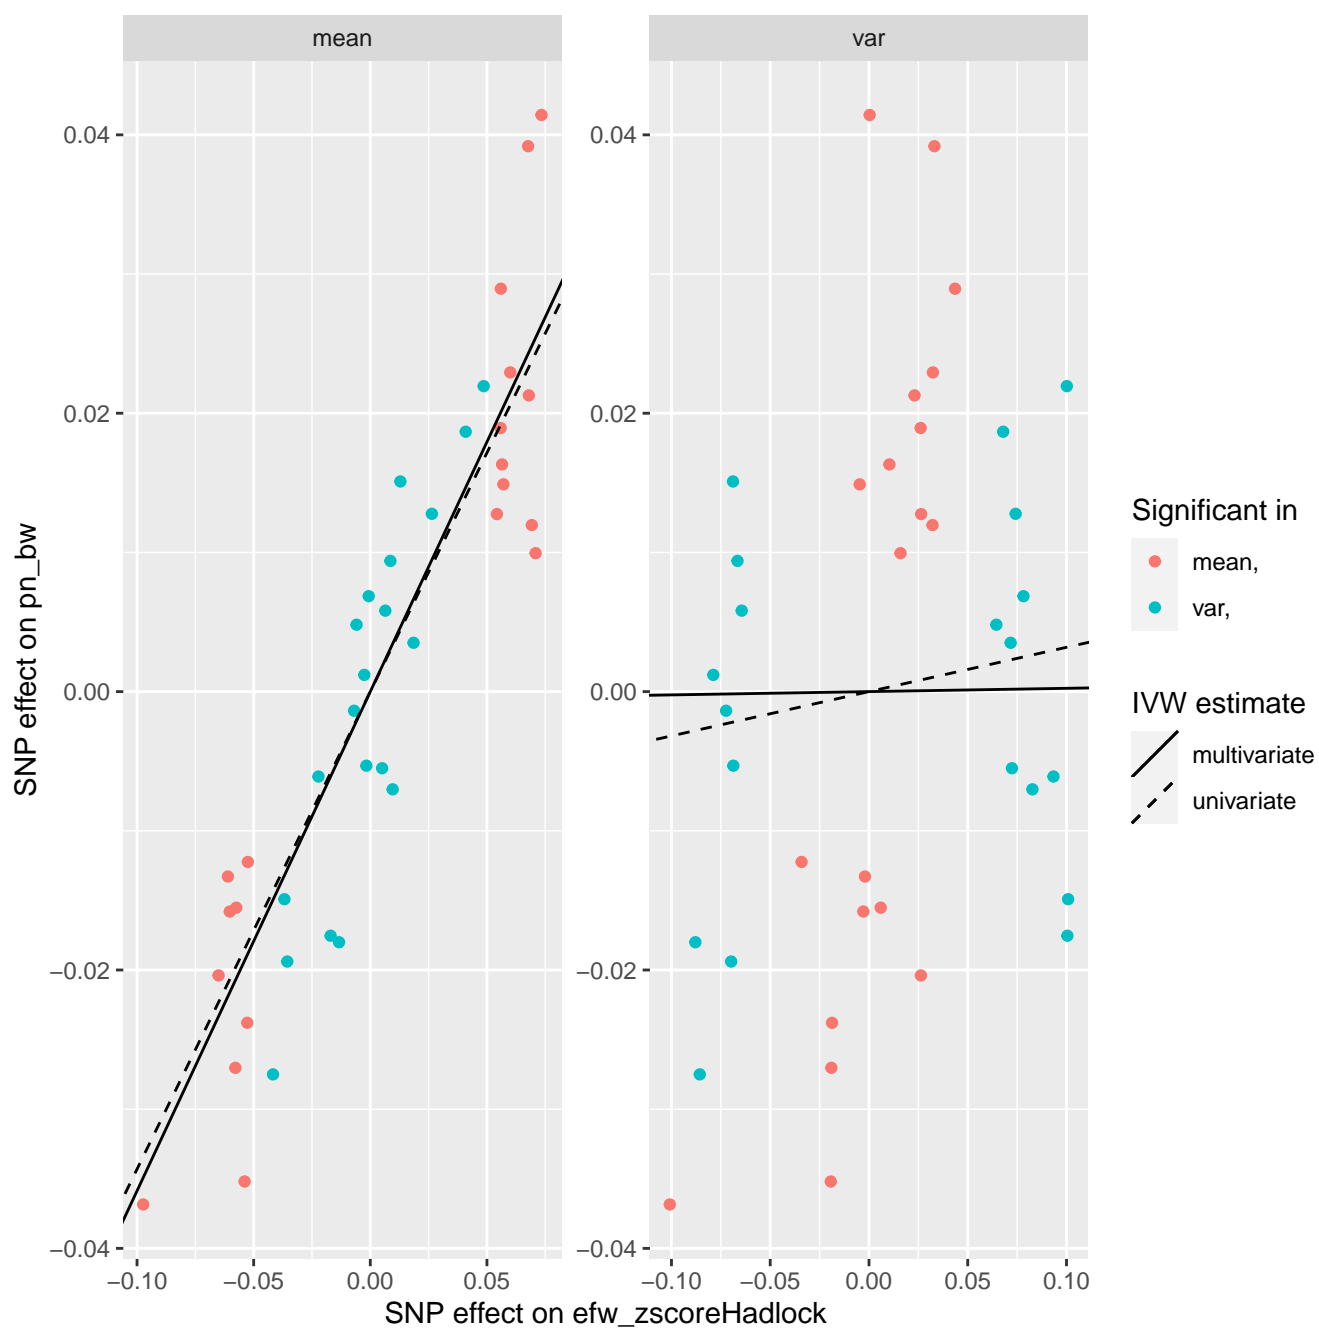 mean
var
0.04
0.02
0.00
−0.02
−0.04
0.04
0.02
0.00
−0.02
−0.04
−0.10
−0.05
0.00
0.05
−0.10
−0.05
0.00
0.05
0.10
SNP effect on efw_zscoreHadlock
SNP effect on pn_bw
Significant in
mean,
var,
IVW estimate
multivariate
univariate